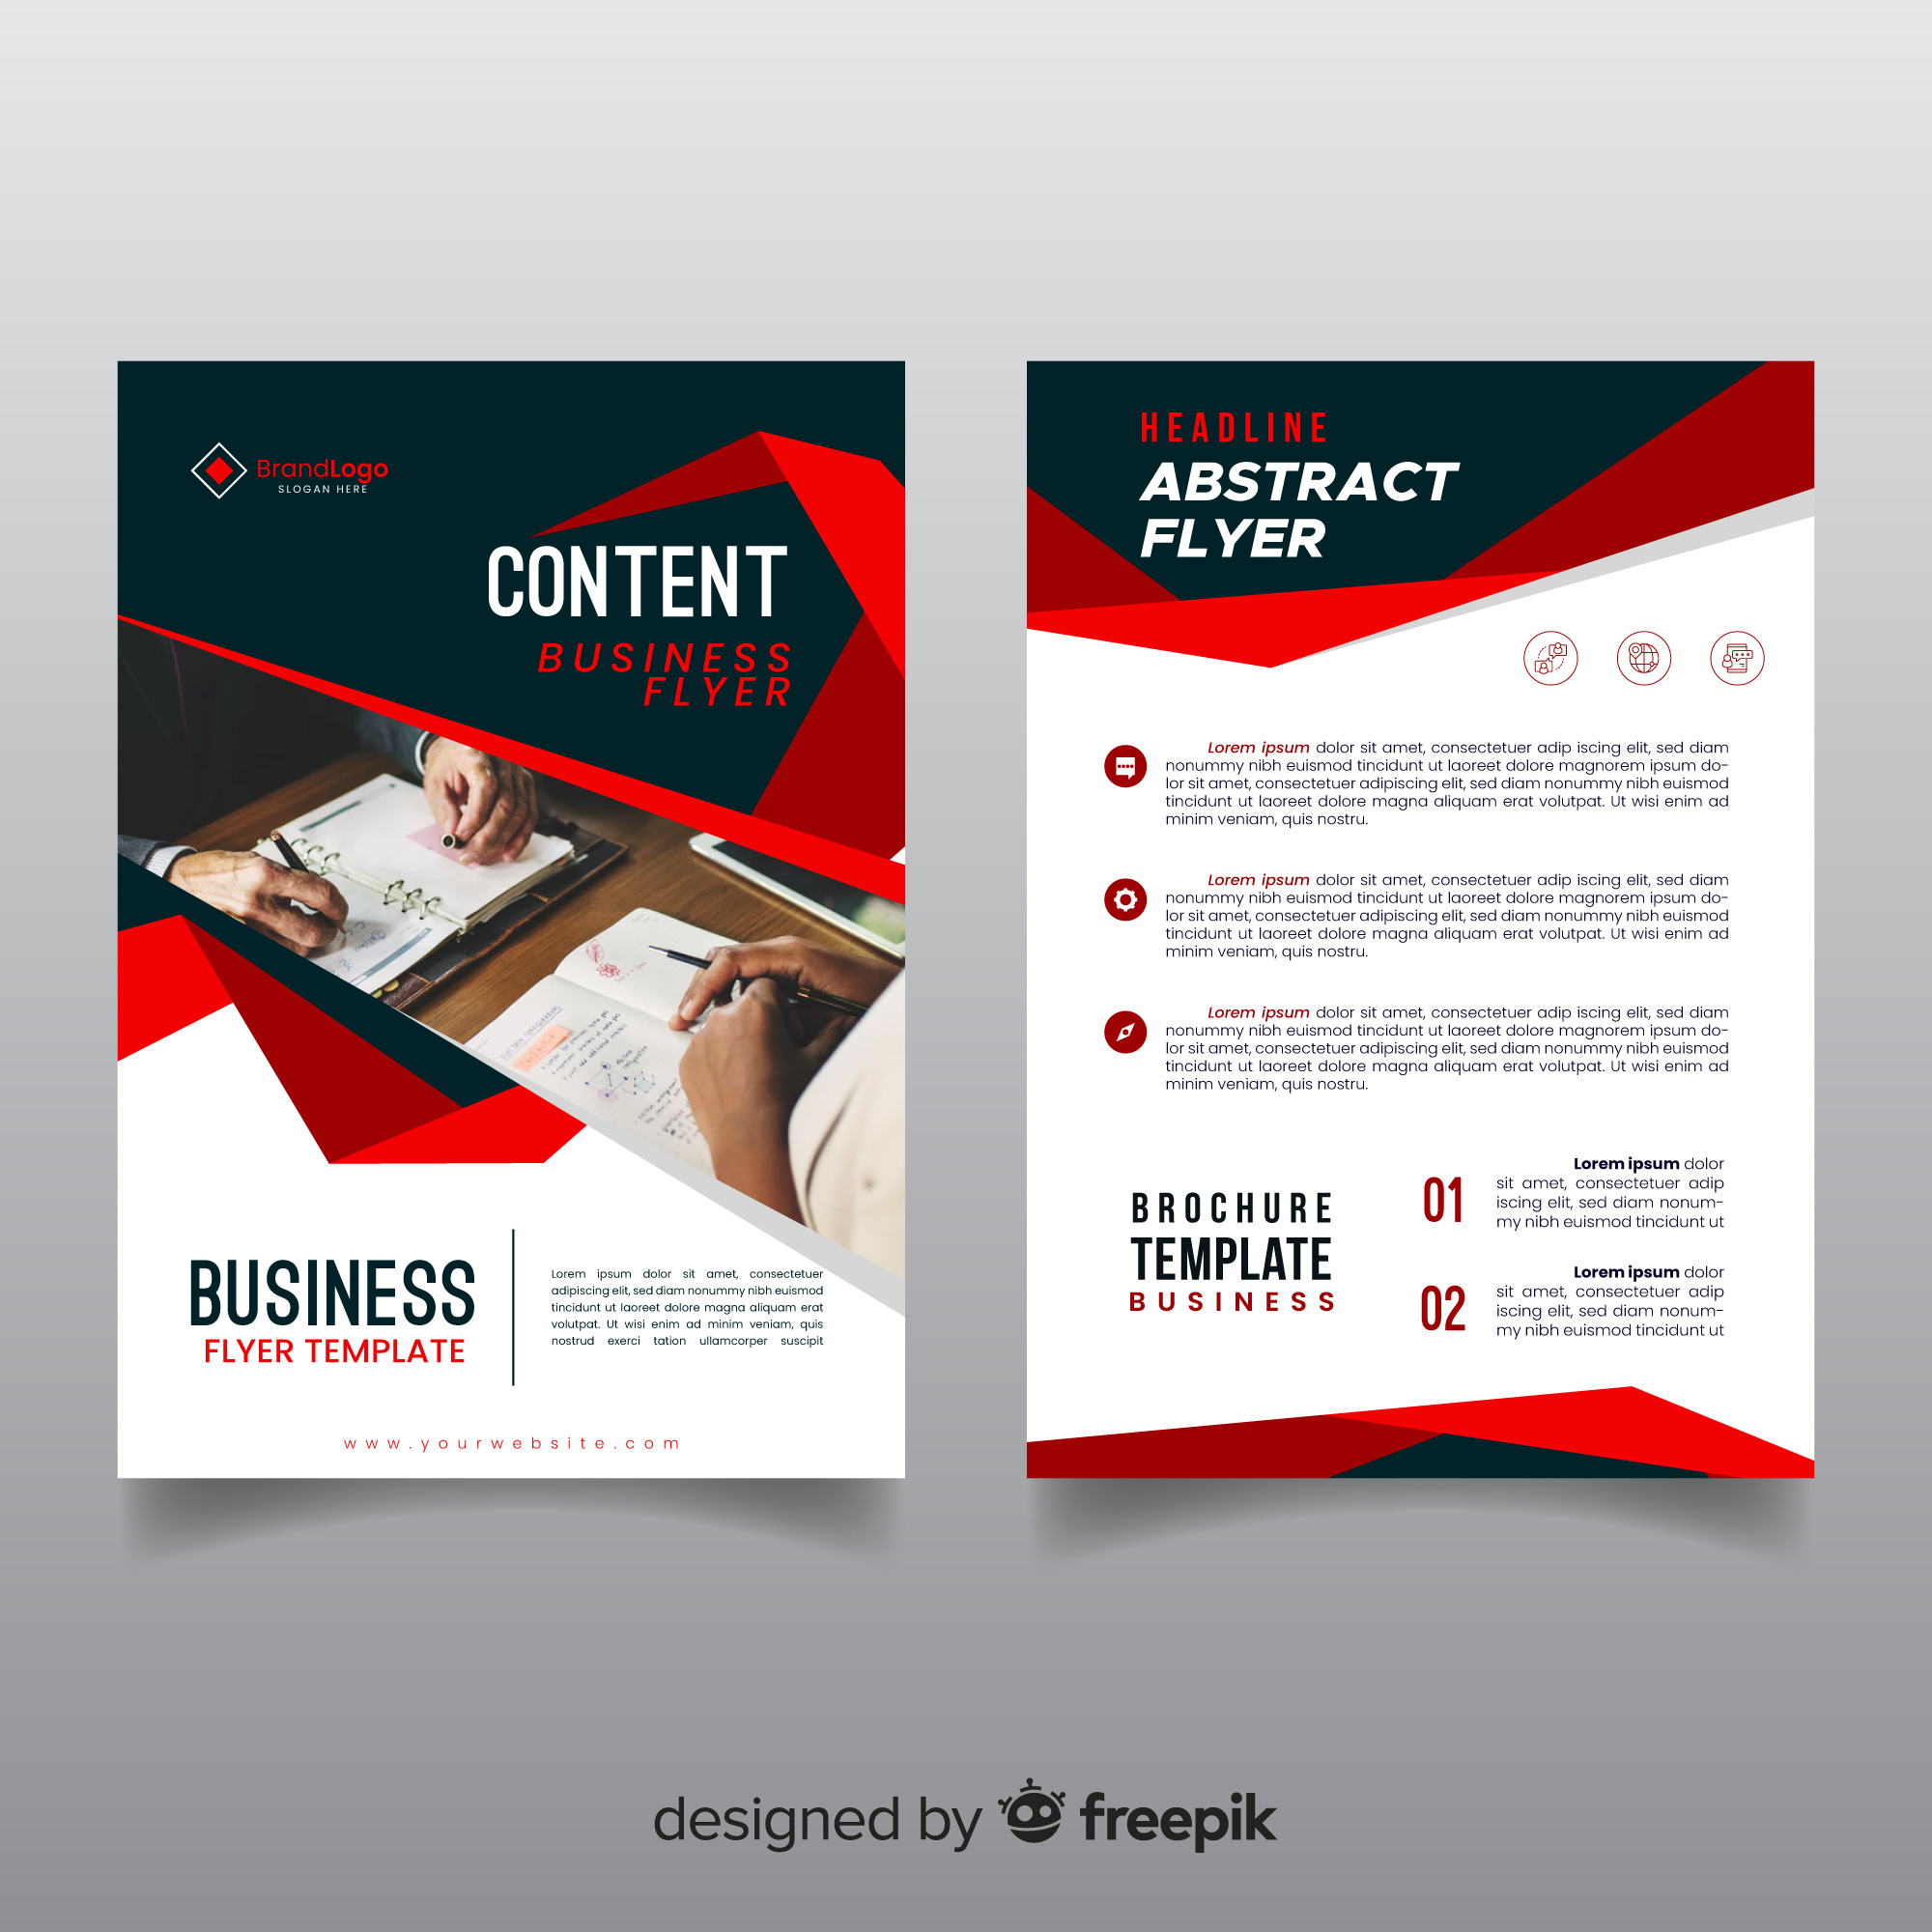 BrandLogo
SLOGAN HERE
CONTENT
BUSINESS
FLYER
BUSINESS
FLYER TEMPLATE
Lorem ipsum dolor sit amet, consectetuer
adipiscing elit, sed diam nonummy nibh euismod
tincidunt ut laoreet dolore magna aliquam erat
volutpat. Ut wisi enim ad minim veniam, quis
nostrud exerci tation ullamcorper suscipit
www.yourwebsite.com
HEADLINE
ABSTRACT
FLYER
Lorem ipsum dolor sit amet, consectetuer adip iscing elit, sed diam
nonummy nibh euismod tincidunt ut laoreet dolore magnorem ipsum do-
lor sit amet, consectetuer adipiscing elit, sed diam nonummy nibh euismod
tincidunt ut laoreet dolore magna aliquam erat volutpat. Ut wisi enim ad
minim veniam, quis nostru.
Lorem ipsum dolor sit amet, consectetuer adip iscing elit, sed diam
nonummy nibh euismod tincidunt ut laoreet dolore magnorem ipsum do-
lor sit amet, consectetuer adipiscing elit, sed diam nonummy nibh euismod
tincidunt ut laoreet dolore magna aliquam erat volutpat. Ut wisi enim ad
minim veniam, quis nostru.
Lorem ipsum dolor sit amet, consectetuer adip iscing elit, sed diam
nonummy nibh euismod tincidunt ut laoreet dolore magnorem ipsum do-
lor sit amet, consectetuer adipiscing elit, sed diam nonummy nibh euismod
tincidunt ut laoreet dolore magna aliquam erat volutpat. Ut wisi enim ad
minim veniam, quis nostru.
BROCHURE
TEMPLATE
BUSINESS
01
Lorem ipsum dolor
sit amet, consectetuer adip
iscing elit, sed diam nonum-
my nibh euismod tincidunt ut
02
Lorem ipsum dolor
sit amet, consectetuer adip
iscing elit, sed diam nonum-
my nibh euismod tincidunt ut
designed by freepik